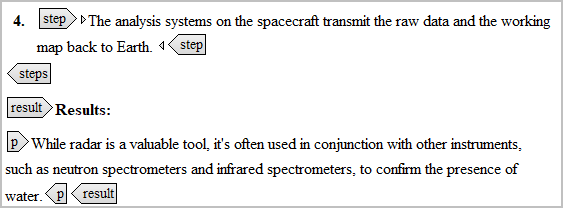 4. step The analysis systems on the spacecraft transmit the raw data and the working
map back to Earth. step
steps
result Results:
p While radar is a valuable tool, it's often used in conjunction with other instruments,
such as neutron spectrometers and infrared spectrometers, to confirm the presence of
water. p result